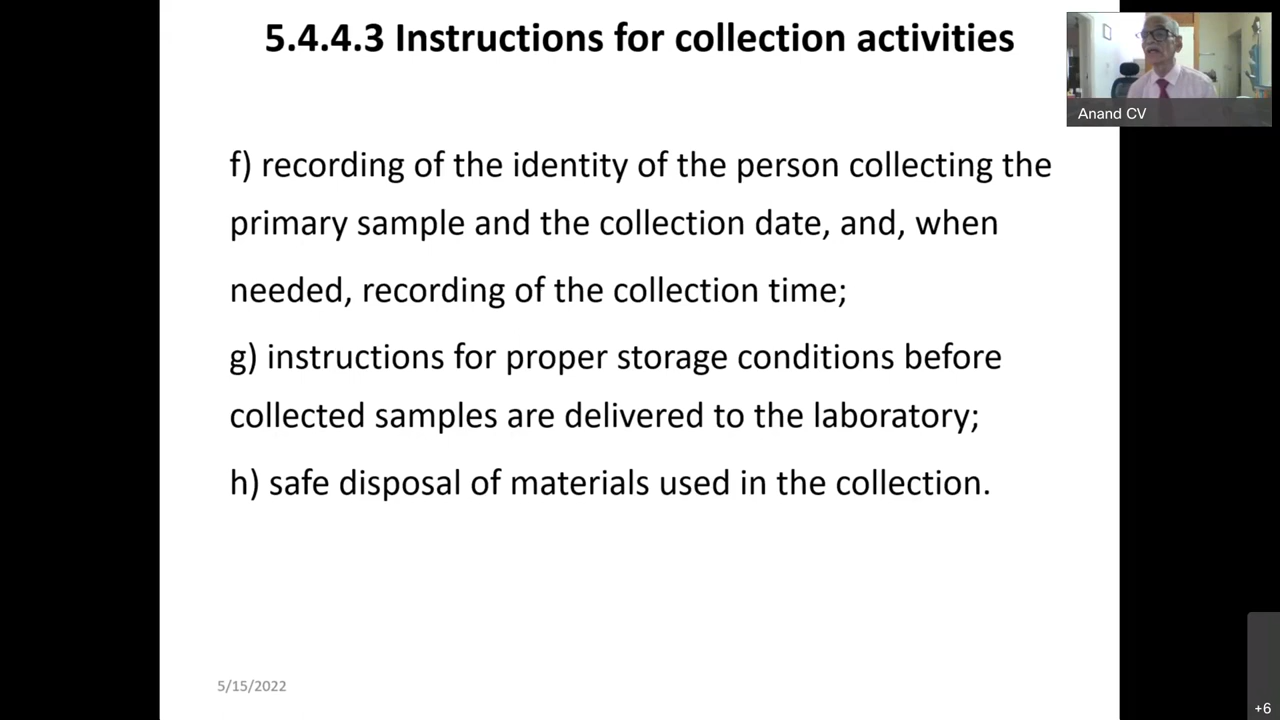 5.4.4.3 Instructions for collection activities
Anand CV
f) recording of the identity of the person collecting the
primary sample and the collection date, and, when
needed, recording of the collection time;
g) instructions for proper storage conditions before
collected samples are delivered to the laboratory;
h) safe disposal of materials used in the collection.
5/15/2022
+6